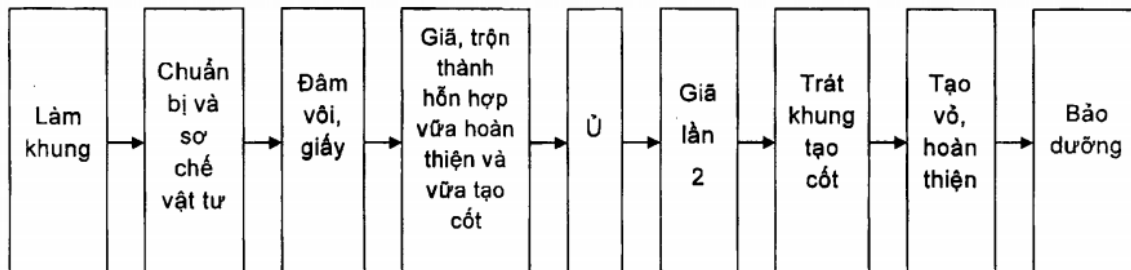 Làm
khung
Chuẩn
bị và
sơ
chế
vật tư
Đâm
vôi,
giấy
Giã, trộn
thành
hỗn hợp
vữa hoàn
thiện và
vữa tạo
cốt
Ủ
Giã
lần
2
Trát
khung
tạo
cốt
Tạo
vỏ,
hoàn
thiện
Bảo
dưỡng